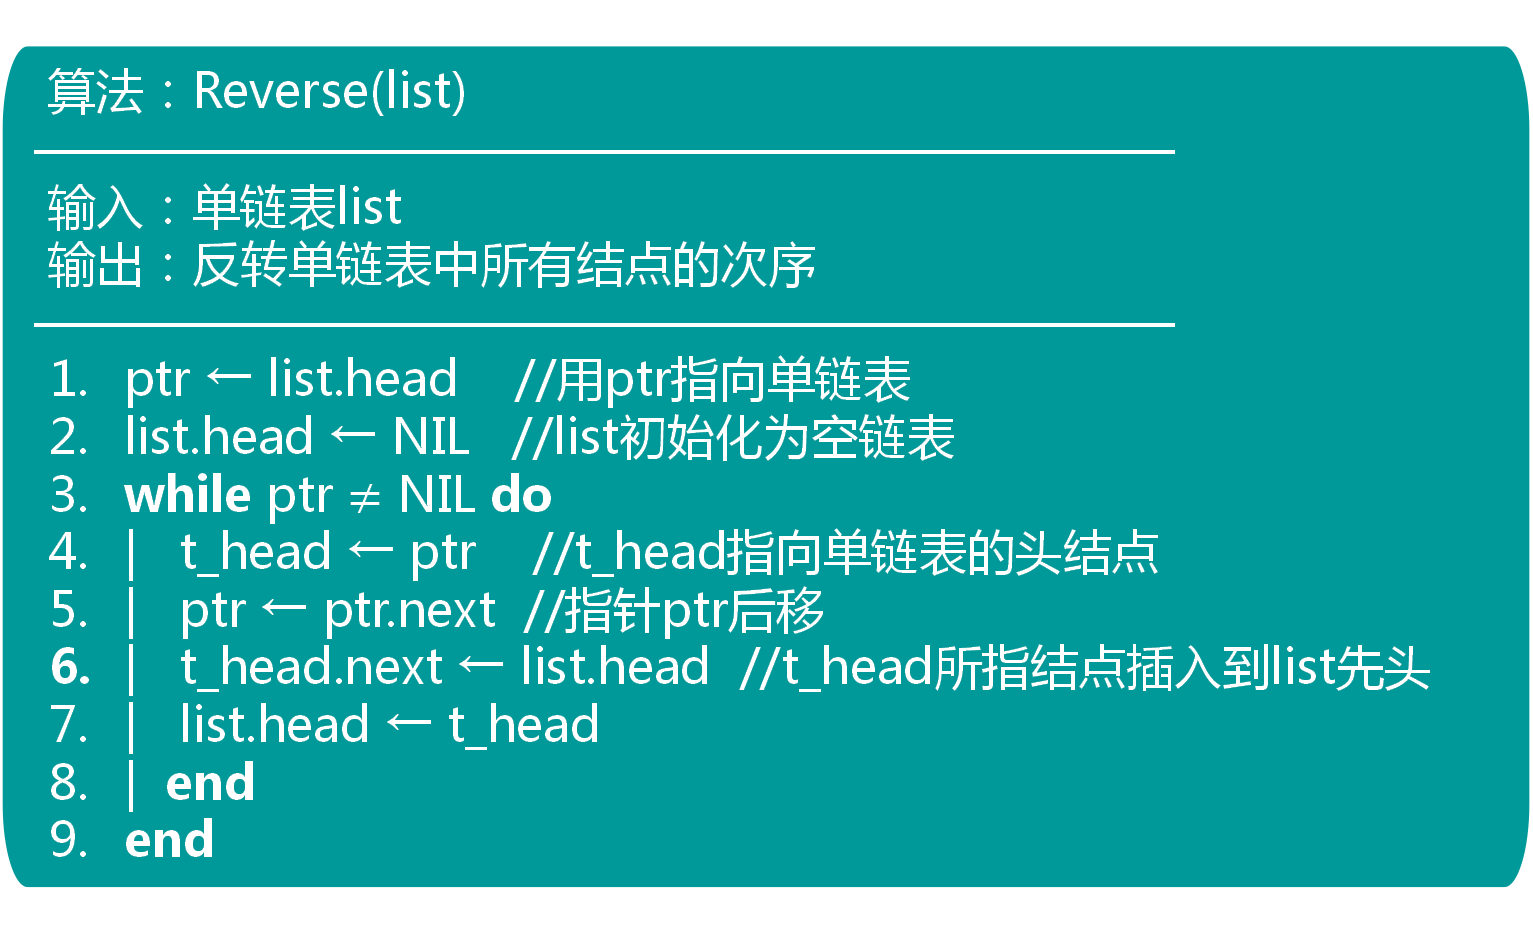 算法：Reverse(list)
输入：单链表list
输出：反转单链表中所有结点的次序
1. ptr ← list.head //用ptr指向单链表
2. list.head ← NIL //list初始化为空链表
3. while ptr ≠ NIL do
4. | t_head ← ptr //t_head指向单链表的头结点
5. | ptr ← ptr.next //指针ptr后移
6. | t_head.next ← list.head //t_head所指结点插入到list先头
7. | list.head ← t_head
8. | end
9. end